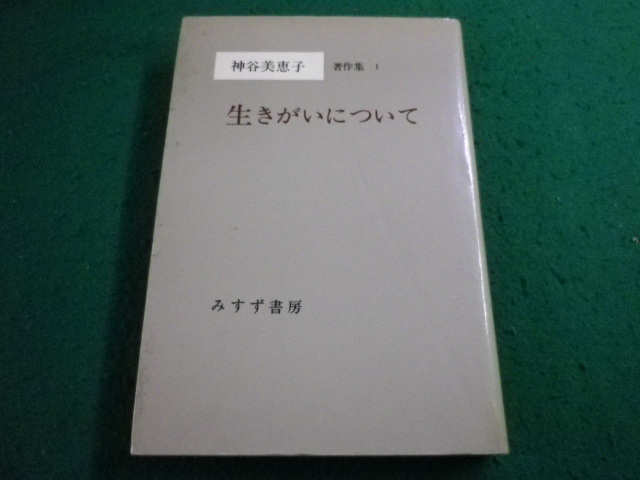 神谷美恵子 著作集 1
生きがいについて
みすず書房